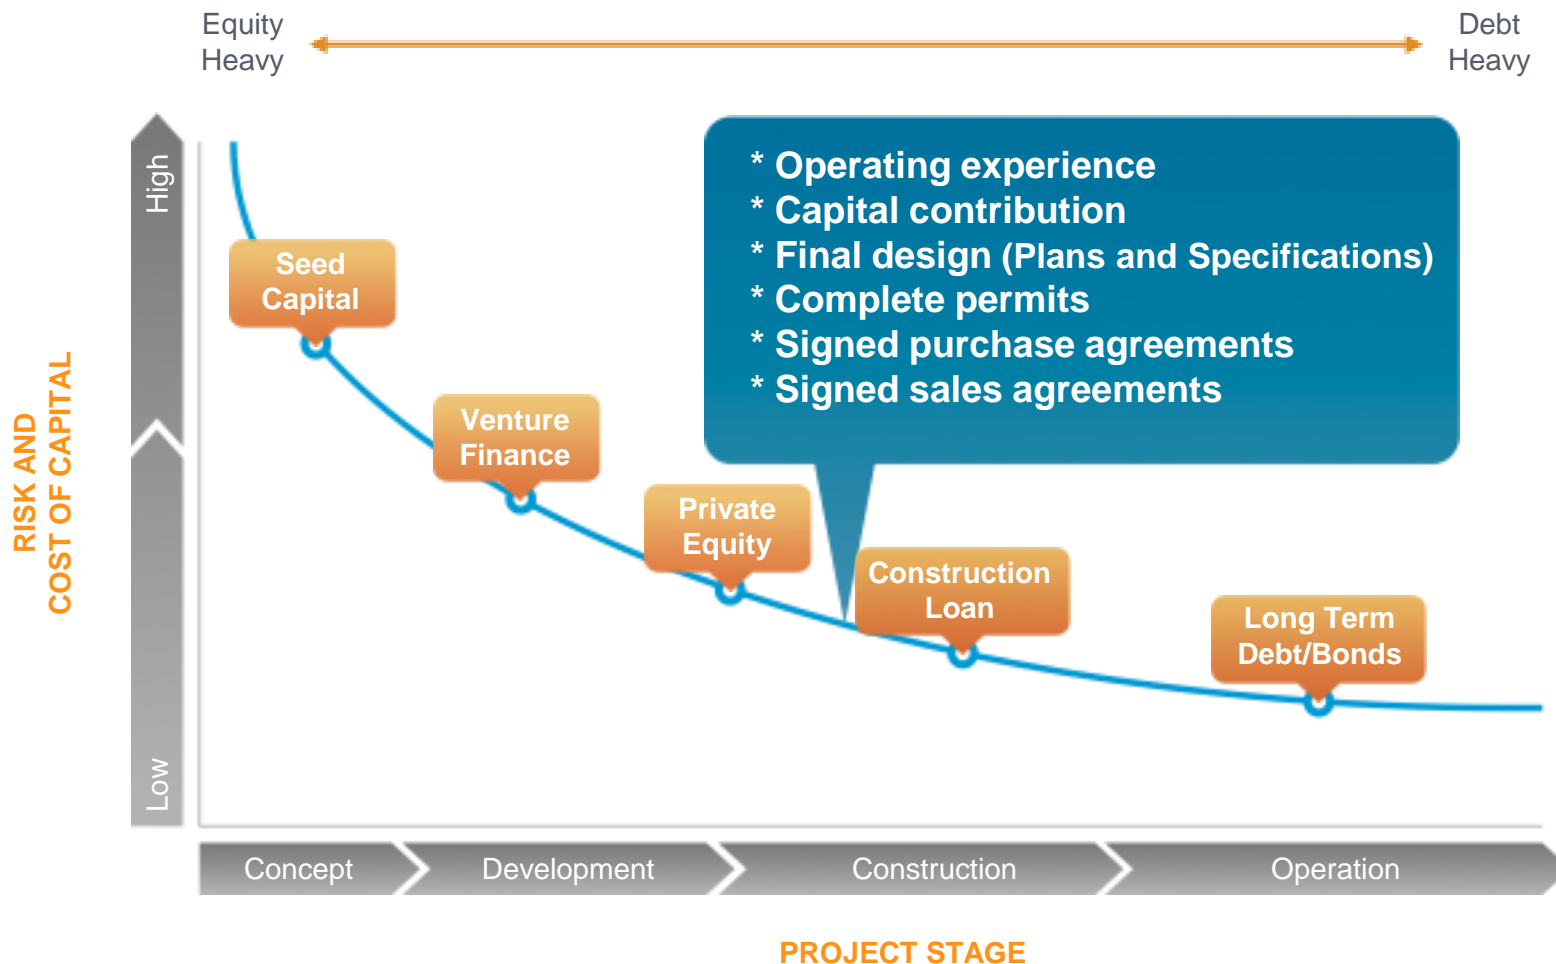 Equity
Heavy
Debt
Heavy
High
Low
RISK AND
COST OF CAPITAL
* Operating experience
* Capital contribution
* Final design (Plans and Specifications)
* Complete permits
* Signed purchase agreements
* Signed sales agreements
Seed
Capital
Venture
Finance
Private
Equity
Construction
Loan
Long Term
Debt/Bonds
Concept
Development
Construction
Operation
PROJECT STAGE